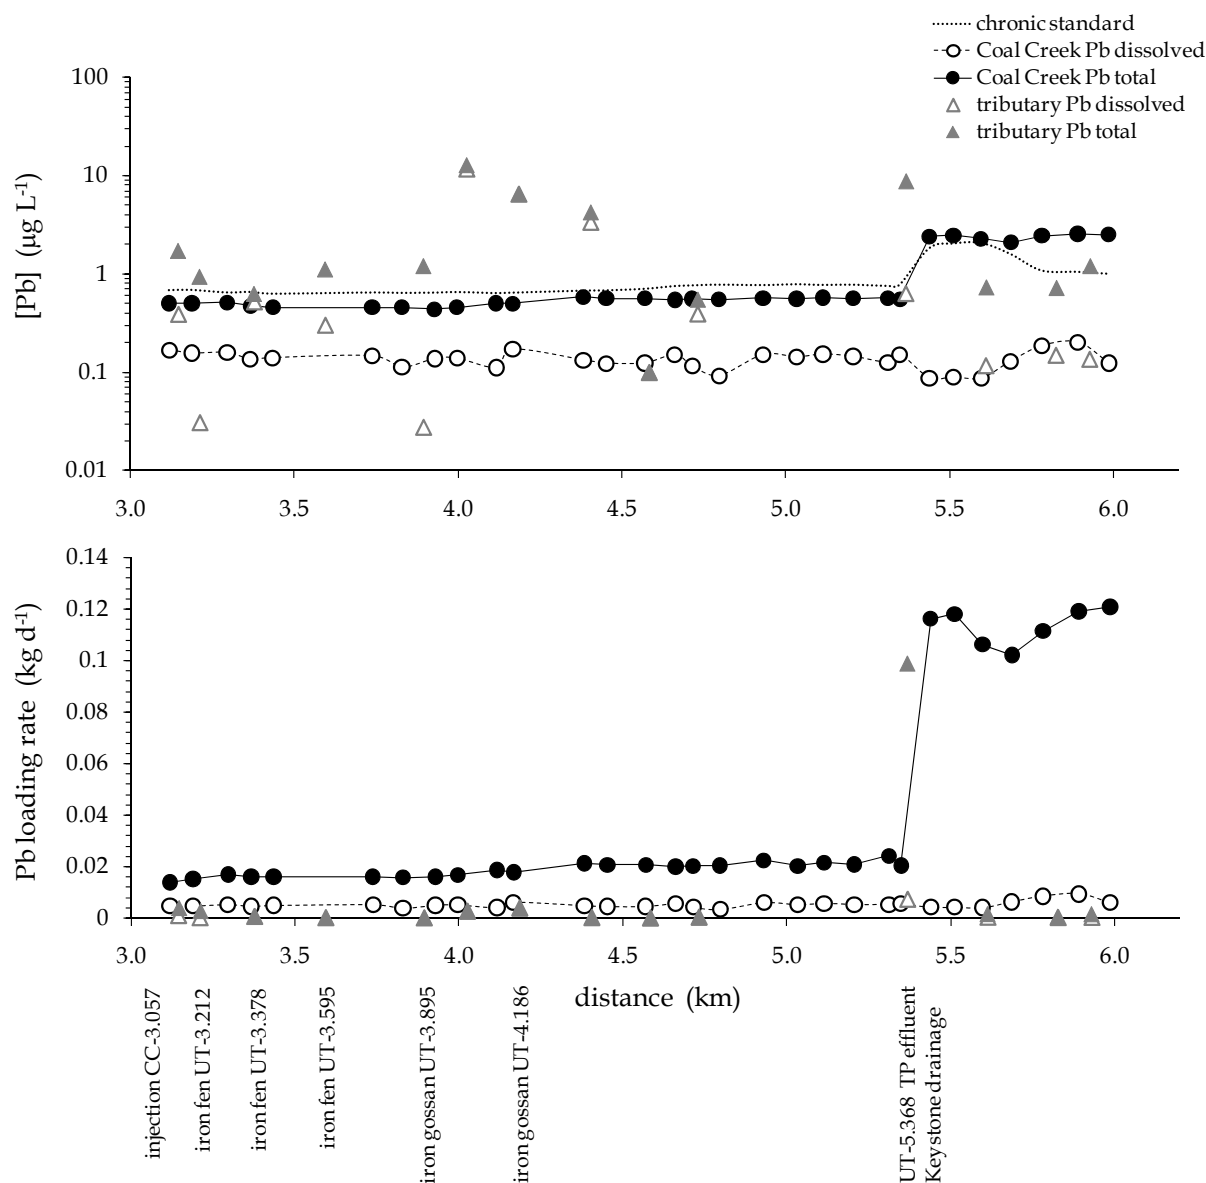 chronic standard
Coal Creek Pb dissolved
Coal Creek Pb total
tributary Pb dissolved
tributary Pb total
[Pb] (µg L-1)
100
10
1
0.1
0.01
3.0 3.5 4.0 4.5 5.0 5.5 6.0
Pb loading rate (kg d-1)
0.14
0.12
0.1
0.08
0.06
0.04
0.02
0
3.0 3.5 4.0 4.5 5.0 5.5 6.0
distance (km)
injection CC-3.057
iron fen UT-3.212
iron fen UT-3.378
iron fen UT-3.595
iron gossan UT-3.895
iron gossan UT-4.186
UT-5.368 TP effluent
Keystone drainage